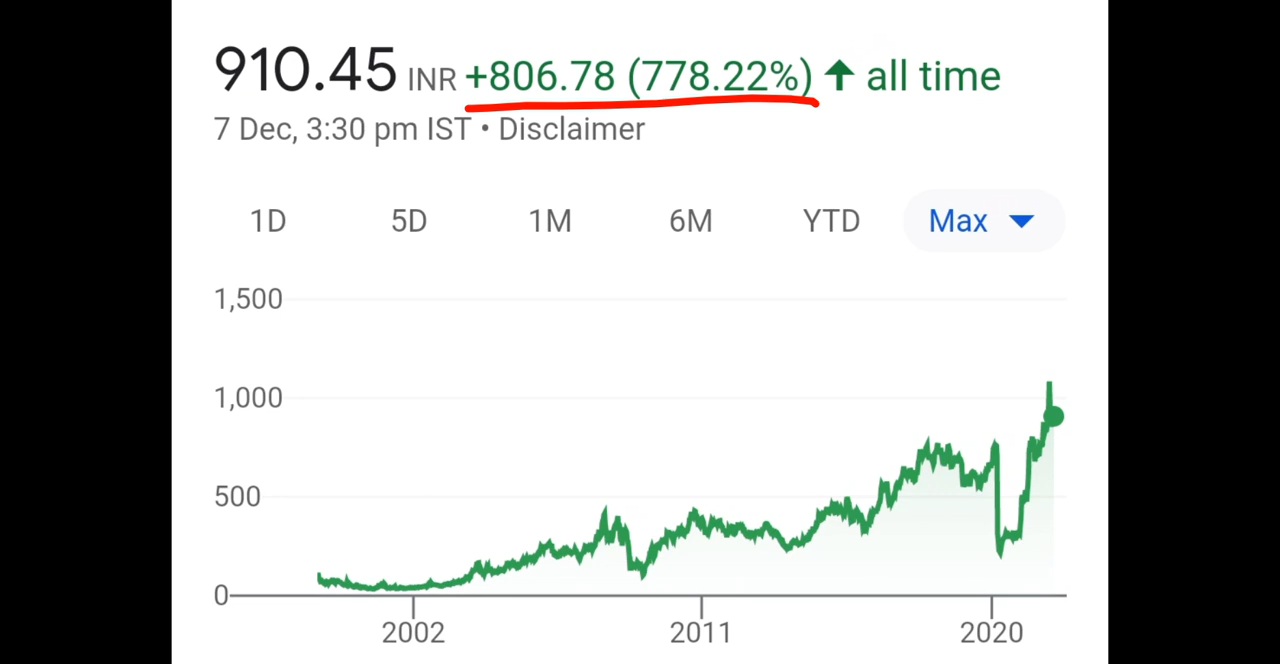 910.45 INR +806.78 (778.22%) ↑ all time
7 Dec, 3:30 pm IST • Disclaimer
1D 5D 1M 6M YTD Max
1,500
1,000
500
0
2002 2011 2020